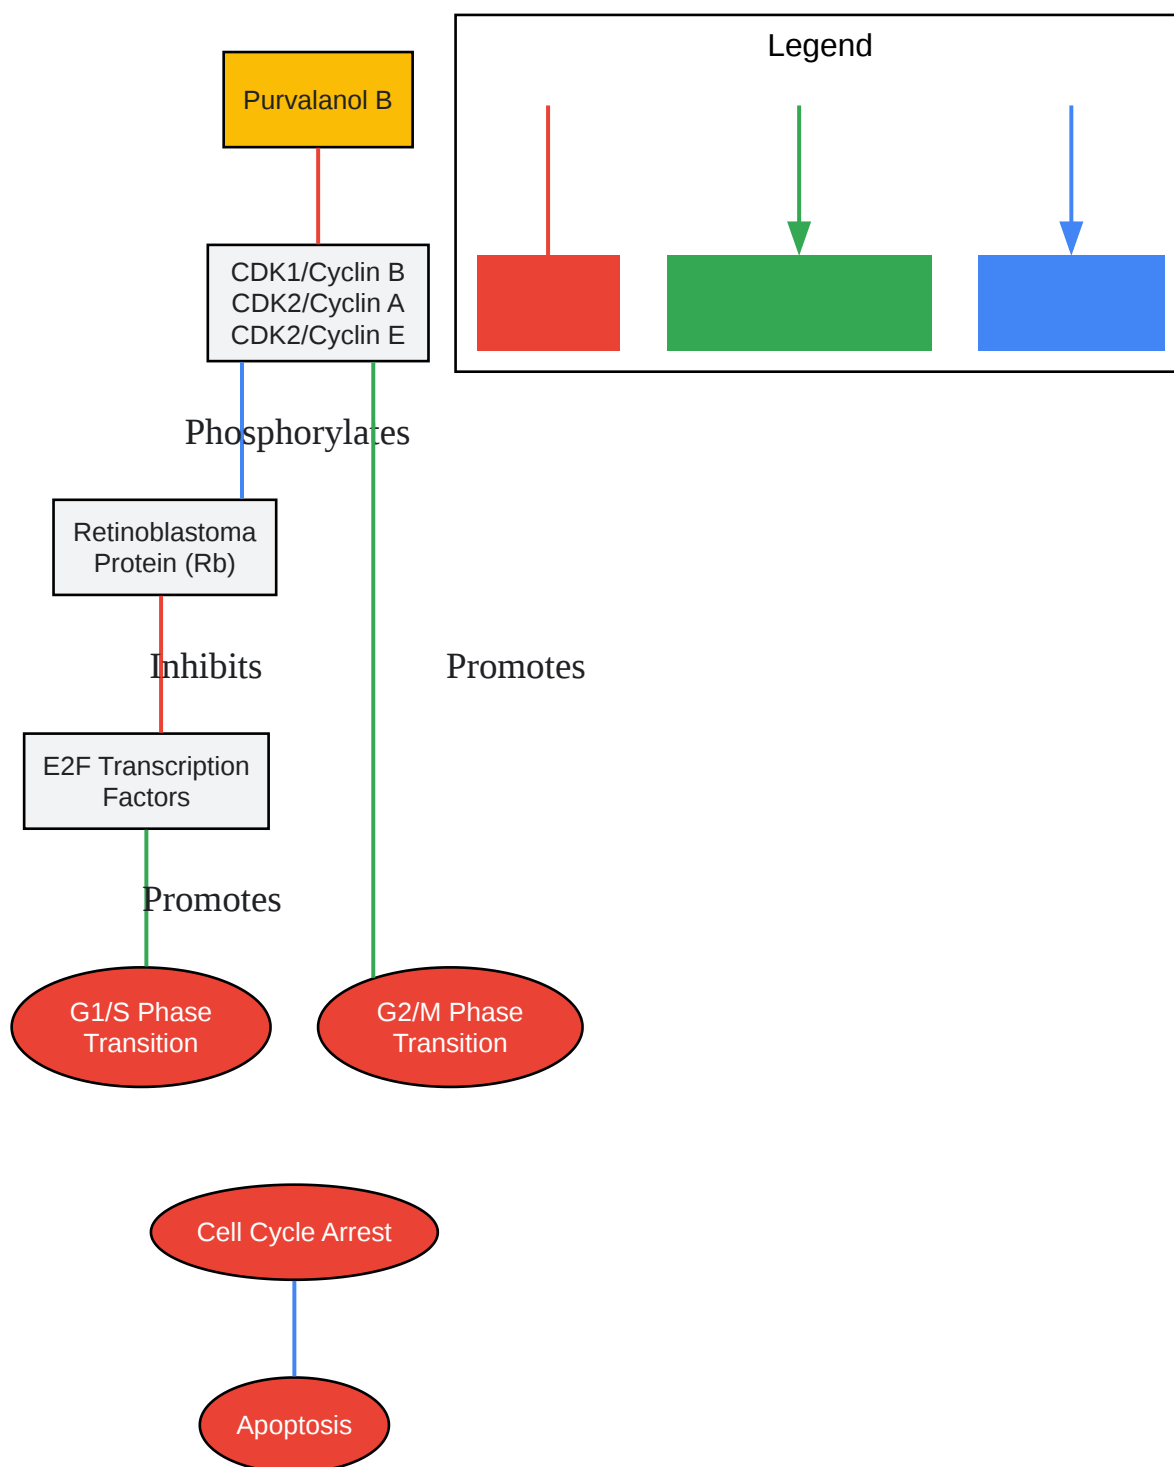 Legend
Purvalanol B
CDK1/Cyclin B
CDK2/Cyclin A
CDK2/Cyclin E
Phosphorylates
Retinoblastoma
Protein (Rb)
Inhibits
Promotes
E2F Transcription
Factors
Promotes
G1/S Phase
Transition
G2/M Phase
Transition
Cell Cycle Arrest
Apoptosis